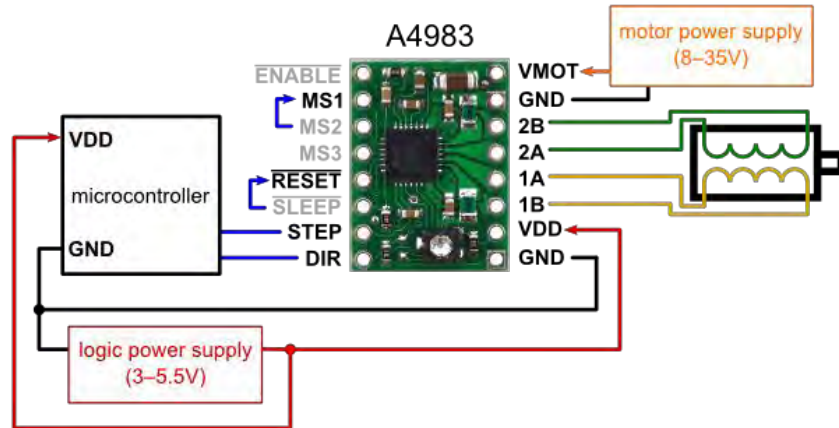 A4983
motor power supply
(8–35V)
ENABLE
VMOT
MS1
GND
MS2
2B
VDD
MS3
2A
microcontroller
RESET
1A
SLEEP
1B
GND
STEP
VDD
DIR
GND
logic power supply
(3–5.5V)